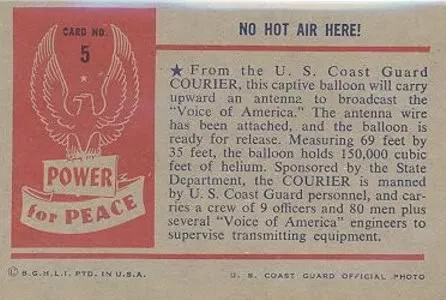 CARD NO.
5
POWER
for PEACE
NO HOT AIR HERE!
★ From the U. S. Coast Guard
COURIER, this captive balloon will carry
upward an antenna to broadcast the
"Voice of America." The antenna wire
has been attached, and the balloon is
ready for release. Measuring 69 feet by
35 feet, the balloon holds 150,000 cubic
feet of helium. Sponsored by the State
Department, the COURIER is manned
by U. S. Coast Guard personnel, and car-
ries a crew of 9 officers and 80 men plus
several "Voice of America" engineers to
supervise transmitting equipment.
© B.G.H.L.I. PTD. IN U.S.A.
U. S. COAST GUARD OFFICIAL PHOTO